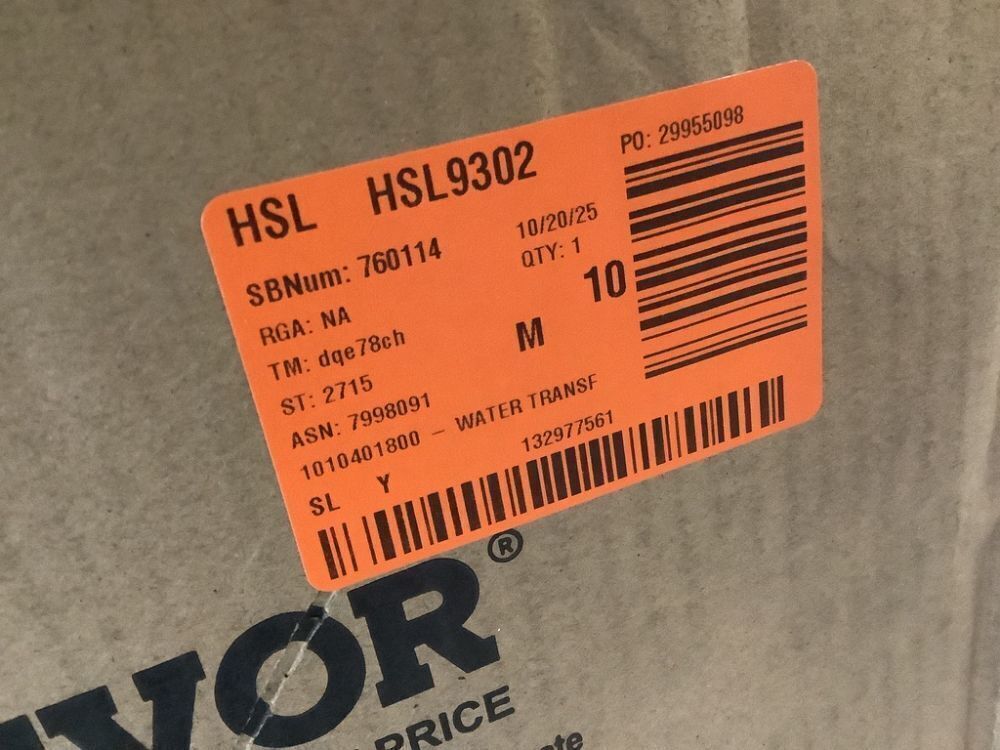 HSL HSL9302
PO: 29955098
SBNum: 760114
10/20/25
RGA: NA
QTY: 1
TM: dqe78ch
10
ST: 2715
M
ASN: 7998091
1010401800 - WATER TRANSF
SL Y
132977561
VOR®
PRICE